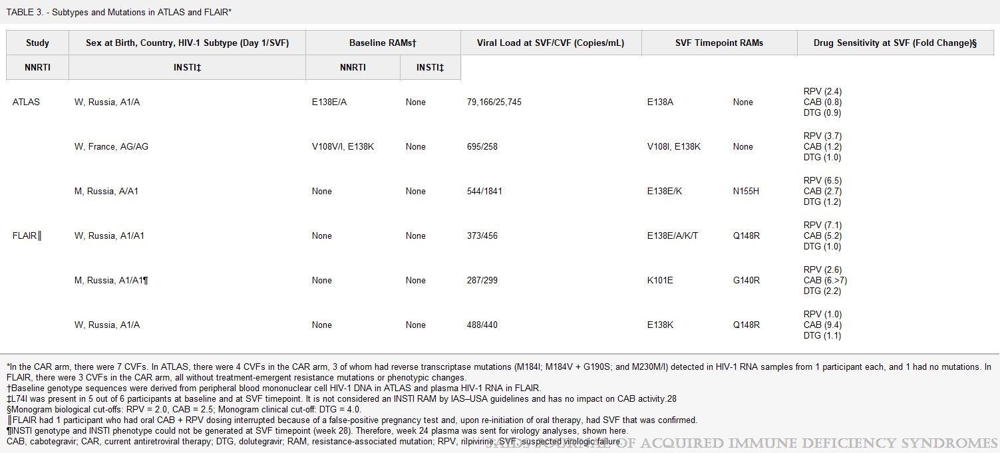 TABLE 3. - Subtypes and Mutations in ATLAS and FLAIR*
Study Sex at Birth, Country, HIV-1 Subtype (Day 1/SVF) Baseline RAMs† Viral Load at SVF/CVF (Copies/mL) SVF Timepoint RAMs Drug Sensitivity at SVF (Fold Change)§
NNRTI INSTI‡ NNRTI INSTI‡
ATLAS W, Russia, A1/A E138E/A None 79,166/25,745 E138A None RPV (2.4)
CAB (0.8)
DTG (0.9)
W, France, AG/AG V108V/I, E138K None 695/258 V108I, E138K None RPV (3.7)
CAB (1.2)
DTG (1.0)
M, Russia, A/A1 None None 544/1841 E138E/K N155H RPV (6.5)
CAB (2.7)
DTG (1.2)
FLAIR║ W, Russia, A1/A1 None None 373/456 E138E/A/K/T Q148R RPV (7.1)
CAB (5.2)
DTG (1.0)
M, Russia, A1/A1¶ None None 287/299 K101E G140R RPV (2.6)
CAB (6.>7)
DTG (2.2)
W, Russia, A1/A None None 488/440 E138K Q148R RPV (1.0)
CAB (9.4)
DTG (1.1)
*In the CAR arm, there were 7 CVFs. In ATLAS, there were 4 CVFs in the CAR arm, 3 of whom had reverse transcriptase mutations (M184I; M184V + G190S; and M230M/I) detected in HIV-1 RNA samples from 1 participant each, and 1 had no mutations. In
FLAIR, there were 3 CVFs in the CAR arm, all without treatment-emergent resistance mutations or phenotypic changes.
†Baseline genotype sequences were derived from peripheral blood mononuclear cell HIV-1 DNA in ATLAS and plasma HIV-1 RNA in FLAIR.
‡L74I was present in 5 out of 6 participants at baseline and at SVF timepoint. It is not considered an INSTI RAM by IAS–USA guidelines and has no impact on CAB activity.28
§Monogram biological cut-offs: RPV = 2.0, CAB = 2.5; Monogram clinical cut-off: DTG = 4.0.
║FLAIR had 1 participant who had oral CAB + RPV dosing interrupted because of a false-positive pregnancy test and, upon re-initiation of oral therapy, had SVF that was confirmed.
¶INSTI genotype and INSTI phenotype could not be generated at SVF timepoint (week 28). Therefore, week 24 plasma was sent for virology analyses, shown here.
CAB, cabotegravir; CAR, current antiretroviral therapy; DTG, dolutegravir; RAM, resistance-associated mutation; RPV, rilpivirine; SVF, suspected virologic failure.
JAIDS JOURNAL OF ACQUIRED IMMUNE DEFICIENCY SYNDROMES